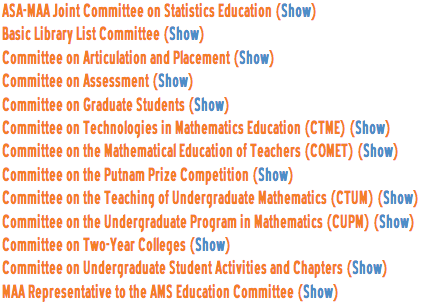 ASA-MAA Joint Committee on Statistics Education (Show)
Basic Library List Committee (Show)
Committee on Articulation and Placement (Show)
Committee on Assessment (Show)
Committee on Graduate Students (Show)
Committee on Technologies in Mathematics Education (CTME) (Show)
Committee on the Mathematical Education of Teachers (COMET) (Show)
Committee on the Putnam Prize Competition (Show)
Committee on the Teaching of Undergraduate Mathematics (CTUM) (Show)
Committee on the Undergraduate Program in Mathematics (CUPM) (Show)
Committee on Two-Year Colleges (Show)
Committee on Undergraduate Student Activities and Chapters (Show)
MAA Representative to the AMS Education Committee (Show)